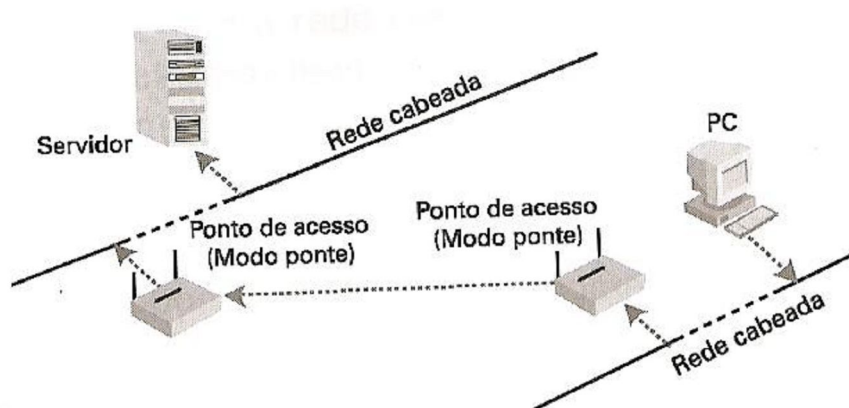 Servidor
Rede cabeada
PC
Ponto de acesso
(Modo ponte)
Ponto de acesso
(Modo ponte)
Rede cabeada